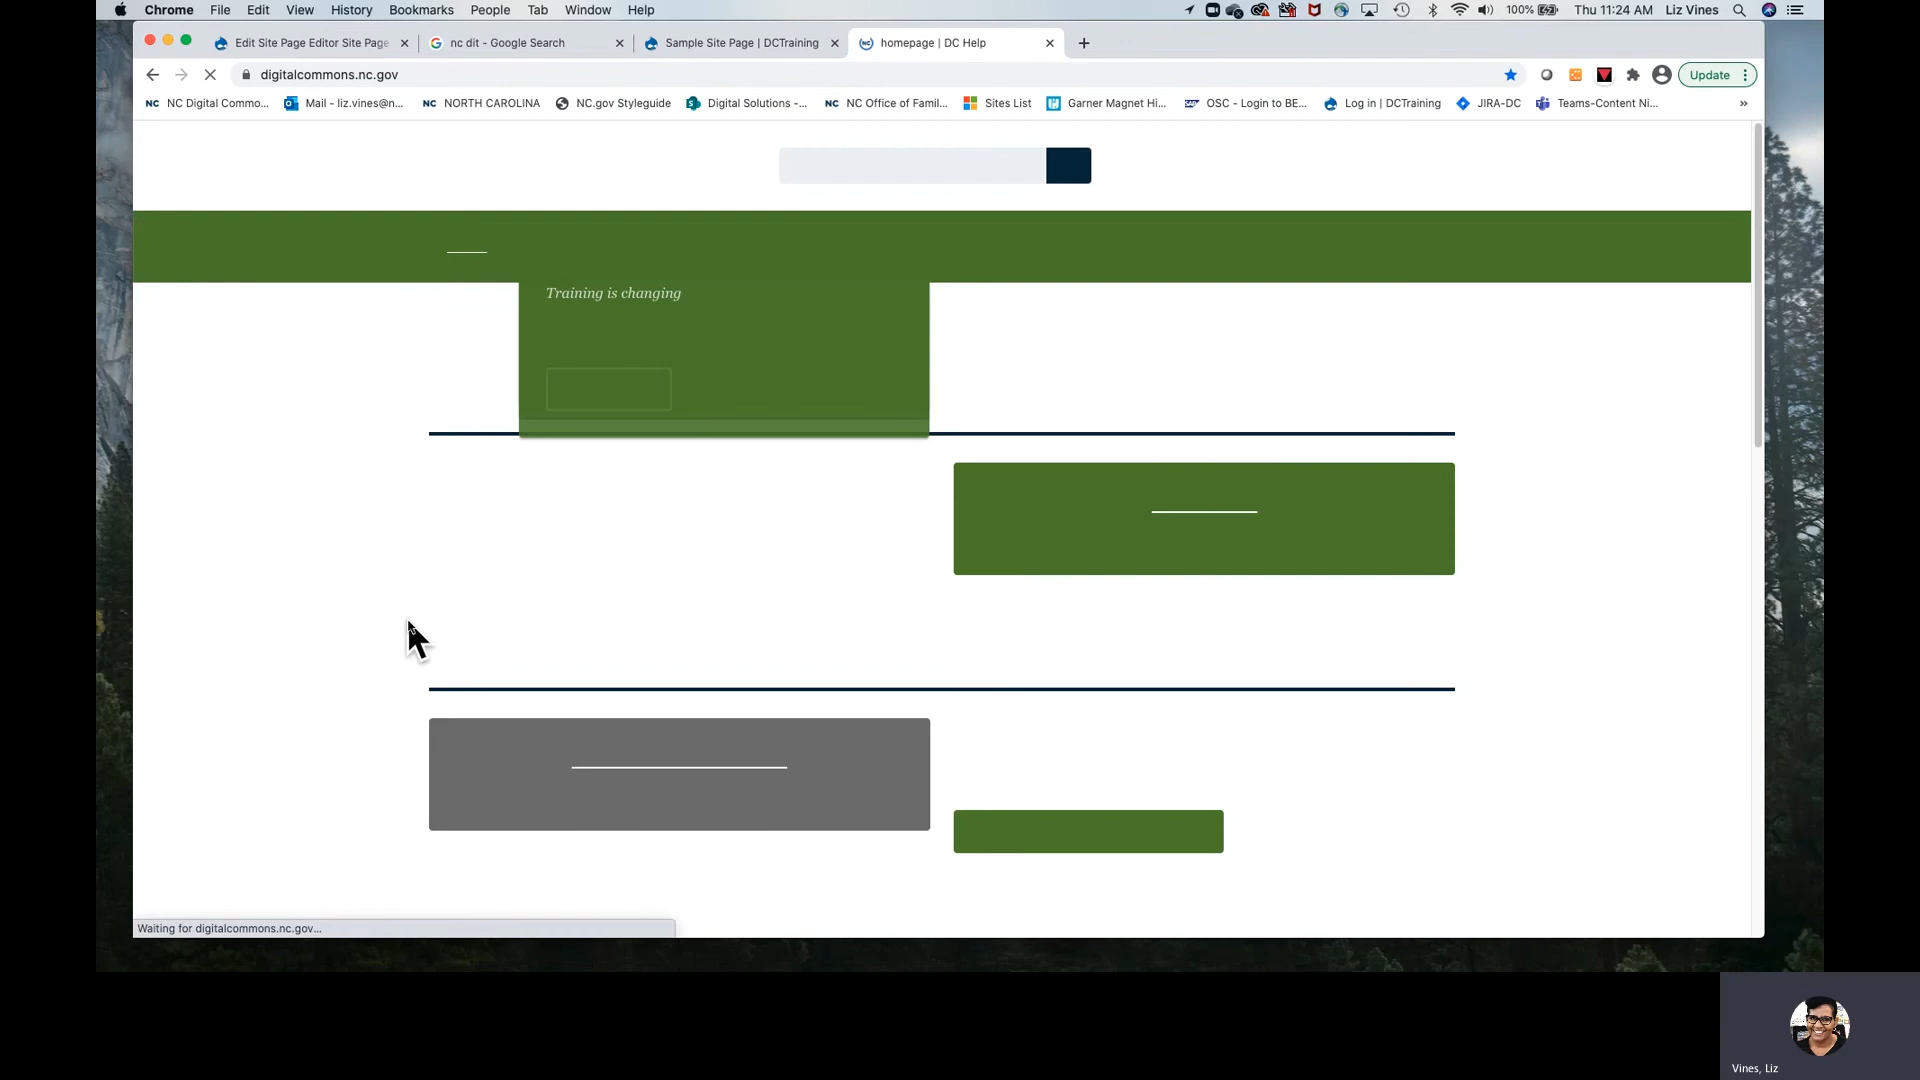 Chrome File Edit View History Bookmarks People Tab Window Help 100% Thu 11:24 AM Liz Vines
Edit Site Page Editor Site Page nc dit - Google Search Sample Site Page | DCTraining homepage | DC Help
digitalcommons.nc.gov Update
NC Digital Commo... Mail - liz.vines@n... NORTH CAROLINA NC.gov Styleguide Digital Solutions -... NC Office of Famil... Sites List Garner Magnet Hi... OSC - Login to BE... Log in | DCTraining JIRA-DC Teams-Content Ni... »
Training is changing
Waiting for digitalcommons.nc.gov...
Vines, Liz